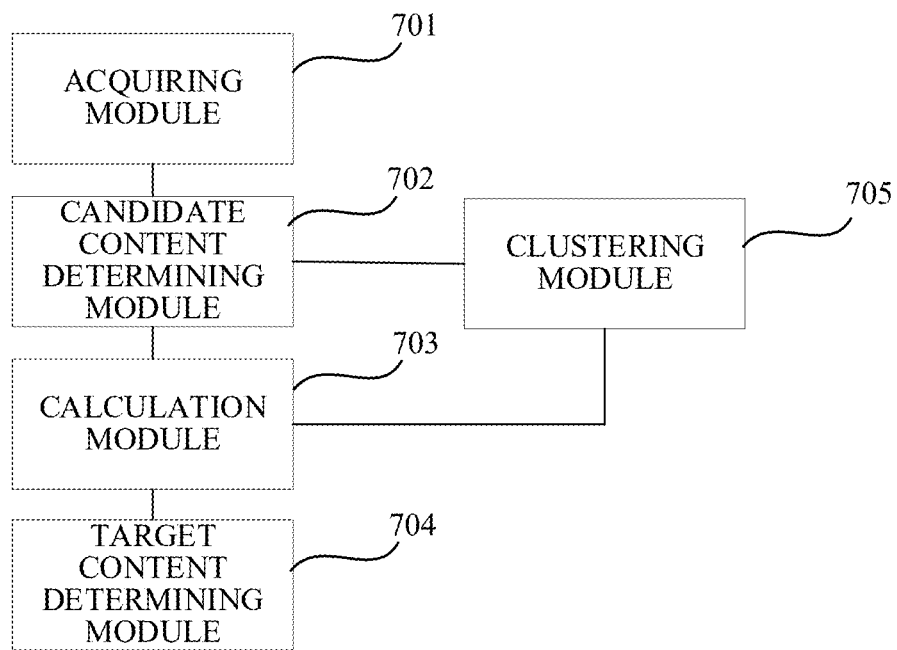 701
ACQUIRING
MODULE
702
CANDIDATE
CONTENT
DETERMINING
MODULE
705
CLUSTERING
MODULE
703
CALCULATION
MODULE
704
TARGET
CONTENT
DETERMINING
MODULE